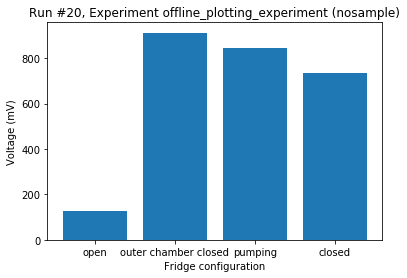 Run #20, Experiment offline_plotting_experiment (nosample)
800
600
400
200
0
Voltage (mV)
open
outer chamber closed
pumping
closed
Fridge configuration